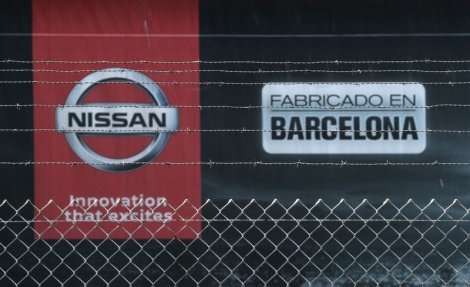 NISSAN
Innovation
that excites
FABRICADO EN
BARCELONA